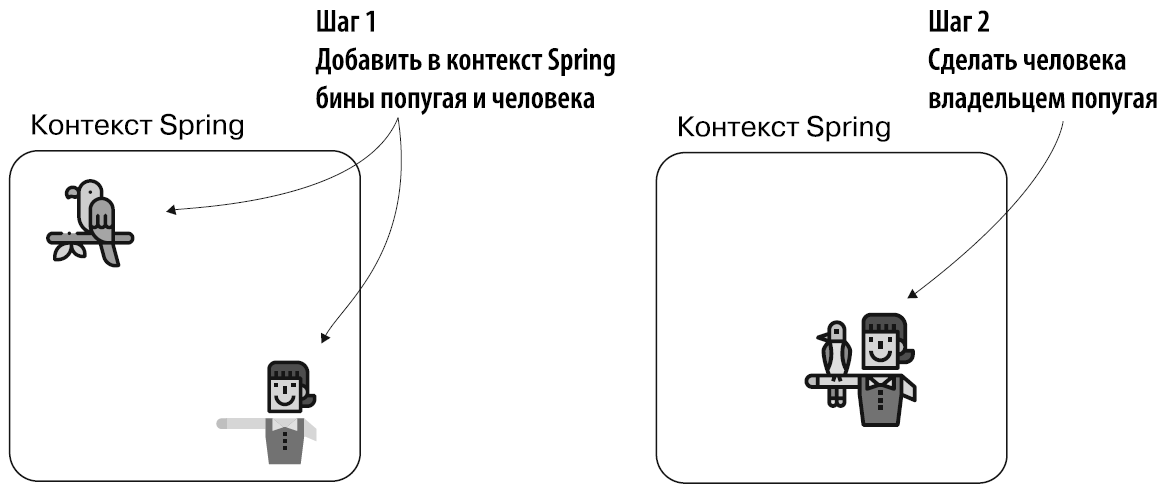 Шаг 1
Добавить в контекст Spring
бины попугая и человека
Контекст Spring
Шаг 2
Сделать человека
владельцем попугая
Контекст Spring